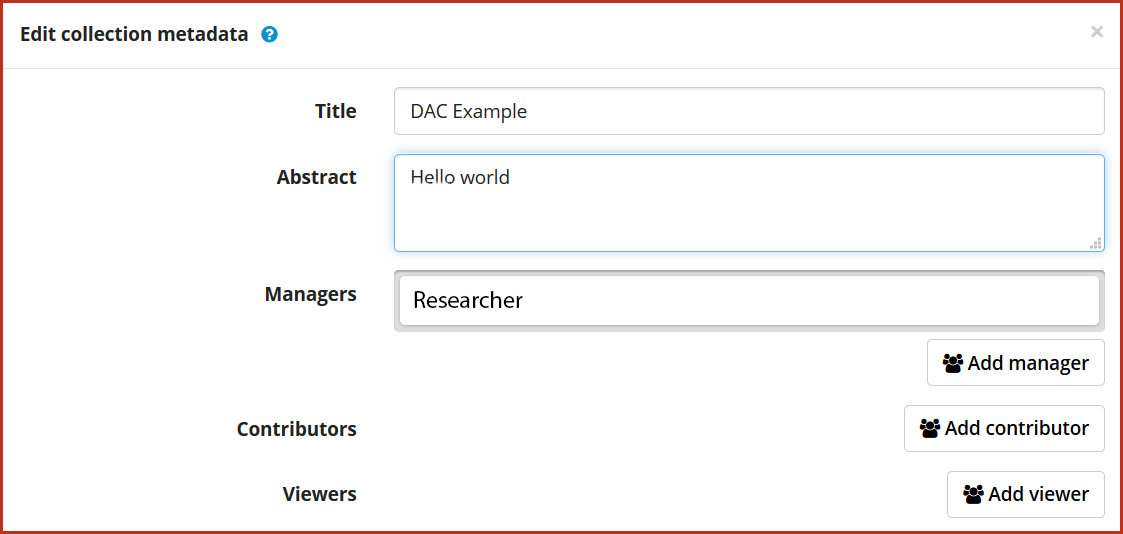 Edit collection metadata ?
×
Title
DAC Example
Abstract
Hello world
Managers
Researcher
Add manager
Contributors
Add contributor
Viewers
Add viewer